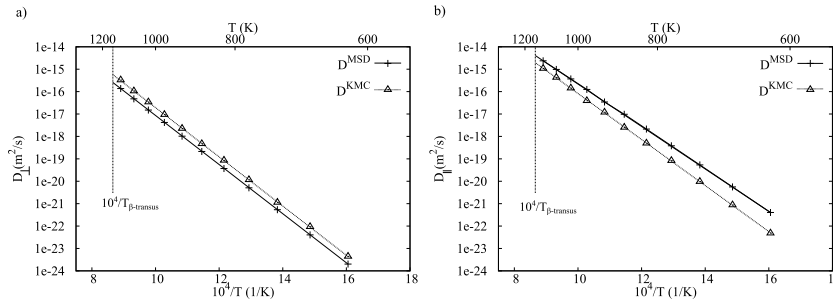 a)
T (K)
1200 1000 800 600
1e-14
1e-15
1e-16
1e-17
1e-18
1e-19
1e-20
1e-21
1e-22
1e-23
1e-24
D⊥(m²/s)
D^MSD
D^KMC
10⁴/Tβ-transus
8 10 12 14 16 18
10⁴/T (1/K)
b)
T (K)
1200 1000 800 600
1e-14
1e-15
1e-16
1e-17
1e-18
1e-19
1e-20
1e-21
1e-22
1e-23
1e-24
D∥(m²/s)
D^MSD
D^KMC
10⁴/Tβ-transus
8 10 12 14 16 18
10⁴/T (1/K)